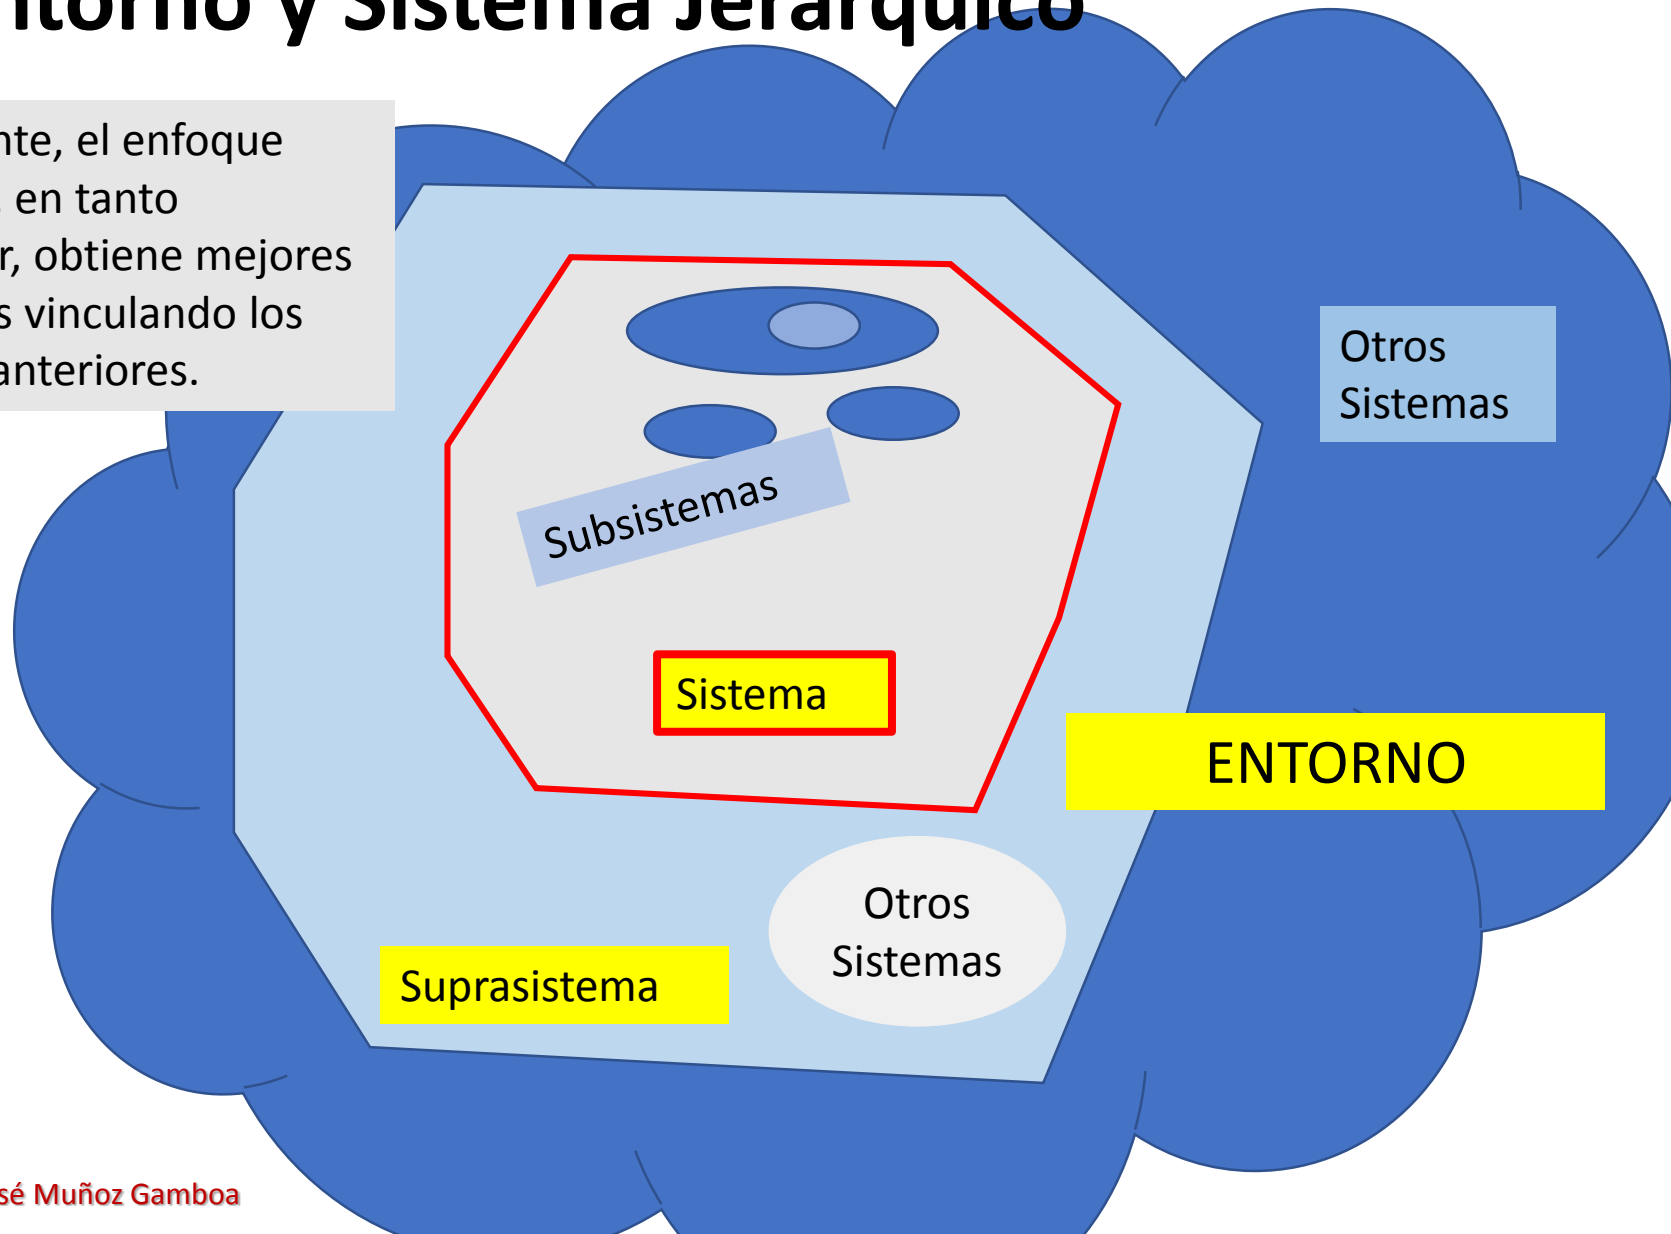 ntorno y Sistema Jerárquico
nte, el enfoque
. en tanto
r, obtiene mejores
s vinculando los
anteriores.
Otros
Sistemas
Subsistemas
Sistema
ENTORNO
Otros
Sistemas
Suprasistema
sé Muñoz Gamboa